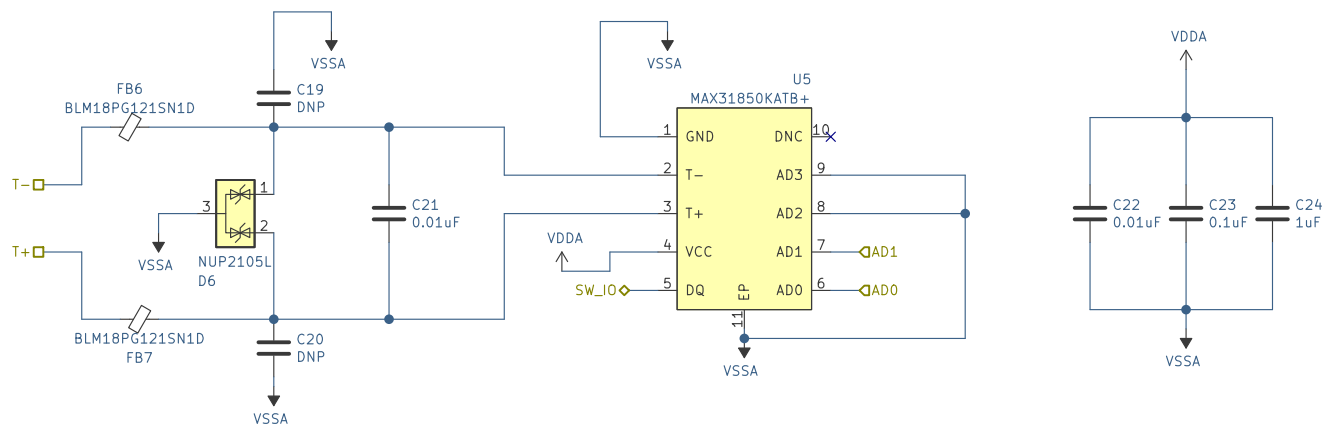 VSSA
C19
DNP
FB6
BLM18PG121SN1D
T-
T+
1
3
2
VSSA
NUP2105L
D6
C21
0.01uF
BLM18PG121SN1D
FB7
C20
DNP
VSSA
VSSA
U5
MAX31850KATB+
1
GND
DNC
10
2
T-
AD3
9
3
T+
AD2
8
VDDA
4
VCC
AD1
7
AD1
SW_IO
5
DQ
EP
AD0
6
AD0
11
VSSA
VDDA
C22
0.01uF
C23
0.1uF
C24
1uF
VSSA